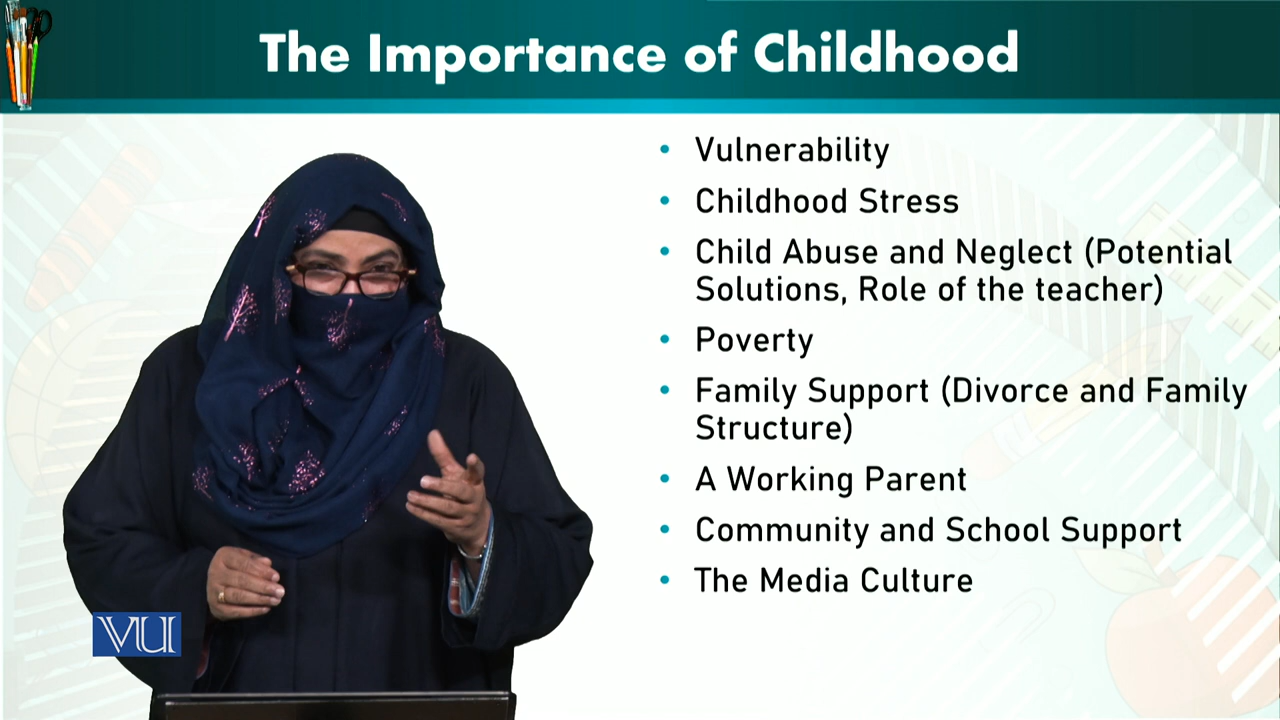 The Importance of Childhood
• Vulnerability
• Childhood Stress
• Child Abuse and Neglect (Potential
Solutions, Role of the teacher)
• Poverty
• Family Support (Divorce and Family
Structure)
• A Working Parent
• Community and School Support
• The Media Culture
VU